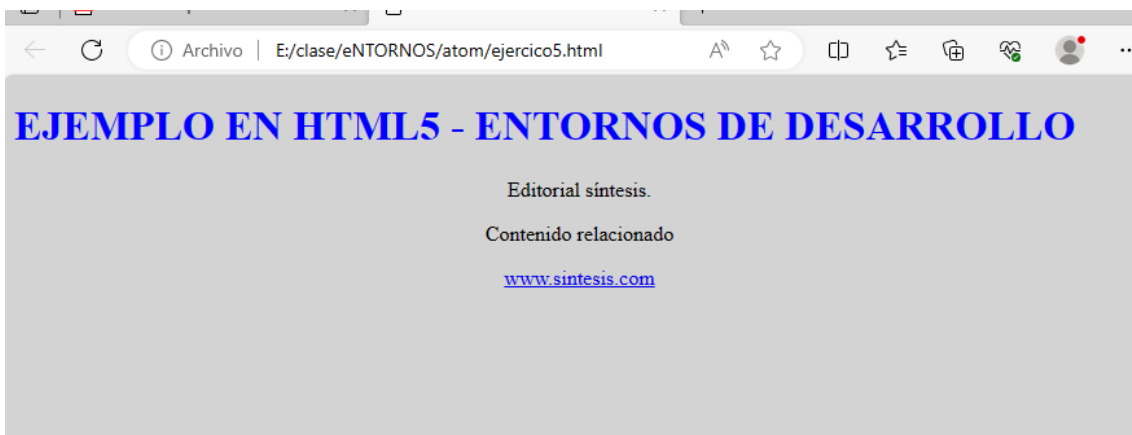 Archivo E:/clase/eNTORNOS/atom/ejercico5.html
EJEMPLO EN HTML5 - ENTORNOS DE DESARROLLO
Editorial síntesis.
Contenido relacionado
www.sintesis.com